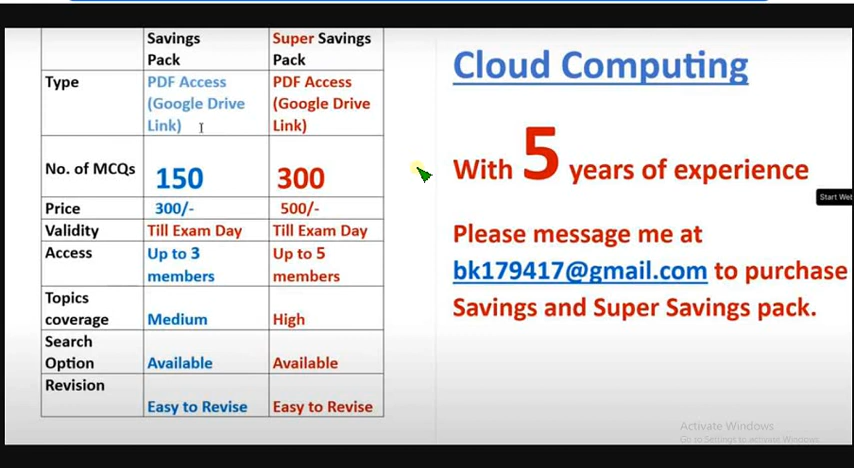 Savings Super Savings
Pack Pack
Type PDF Access PDF Access
(Google Drive (Google Drive
Link) Link)
No. of MCQs 150 300
Price 300/- 500/-
Validity Till Exam Day Till Exam Day
Access Up to 3 Up to 5
members members
Topics
coverage Medium High
Search
Option Available Available
Revision
Easy to Revise Easy to Revise
Cloud Computing
With 5 years of experience
Please message me at
bk179417@gmail.com to purchase
Savings and Super Savings pack.
Start Web
Activate Windows
Go to Settings to activate Windows.